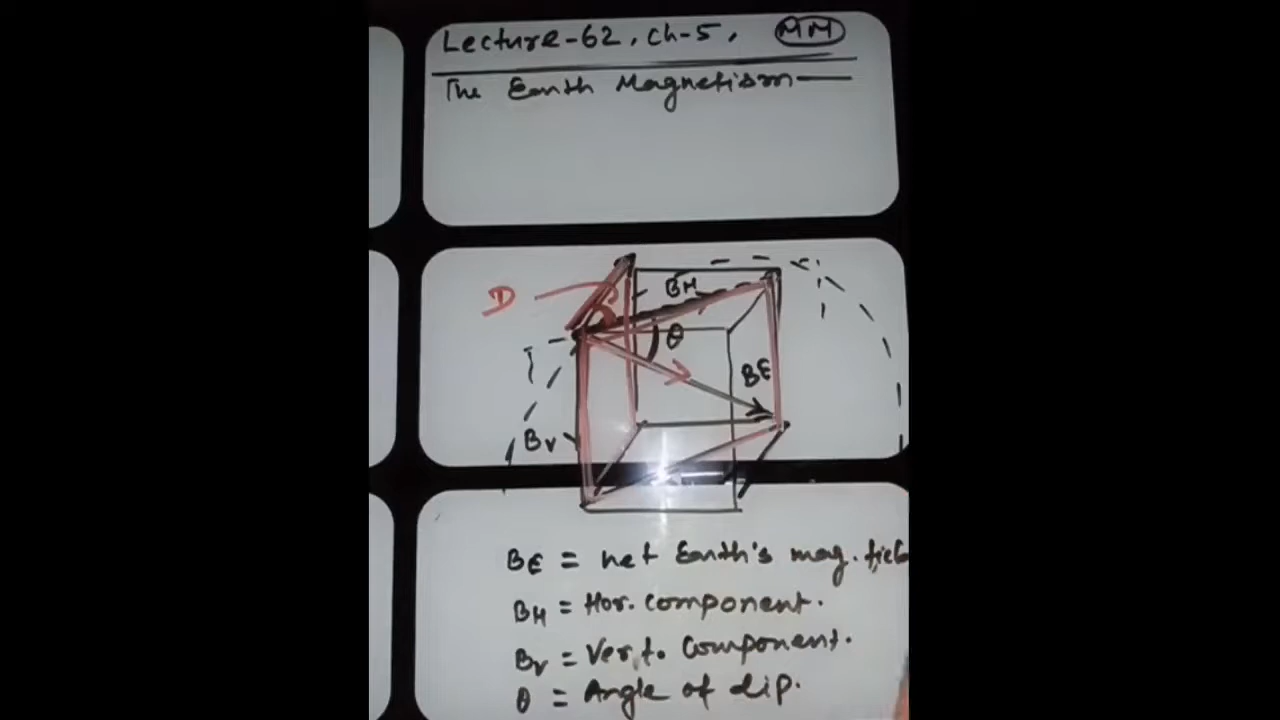 Lecture-62, Ch-5, MM
The Earth Magnetism
D
BH
θ
BE
Bv
BE = net Earth's mag. field
BH = Hor. component.
Bv = Vert. Component.
θ = Angle of dip.